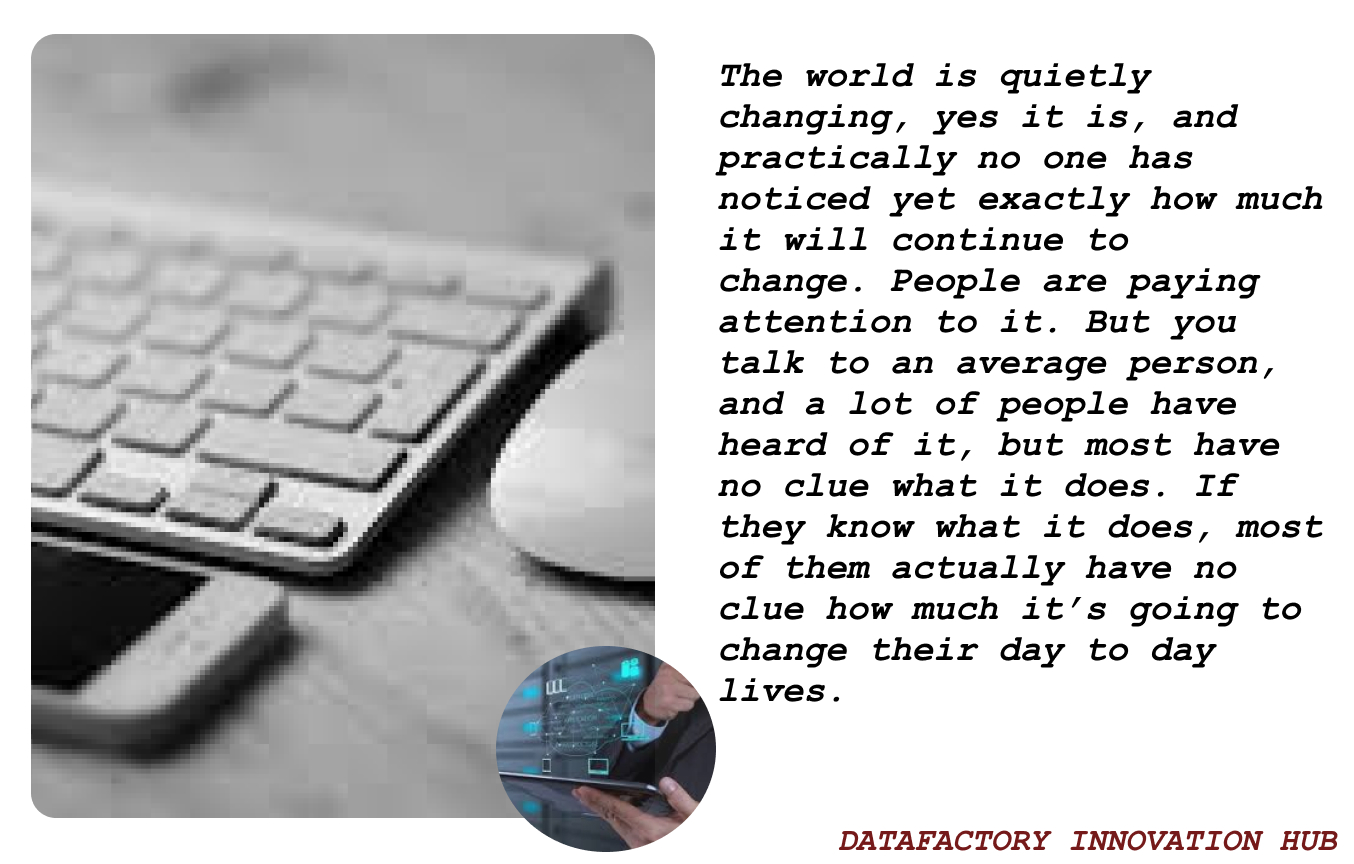 The world is quietly
changing, yes it is, and
practically no one has
noticed yet exactly how much
it will continue to
change. People are paying
attention to it. But you
talk to an average person,
and a lot of people have
heard of it, but most have
no clue what it does. If
they know what it does, most
of them actually have no
clue how much it’s going to
change their day to day
lives.
DATAFACTORY INNOVATION HUB